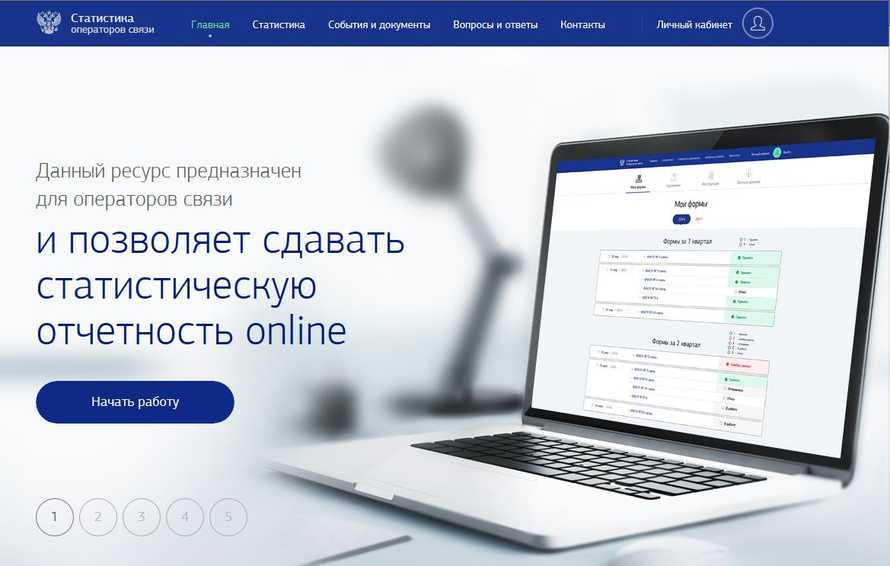 Статистика
операторов связи
Главная
Статистика
События и документы
Вопросы и ответы
Контакты
Личный кабинет
Данный ресурс предназначен
для операторов связи
и позволяет сдавать
статистическую
отчетность online
Начать работу
1
2
3
4
5
Мои формы
Формы за 1 квартал
Формы за 2 квартал